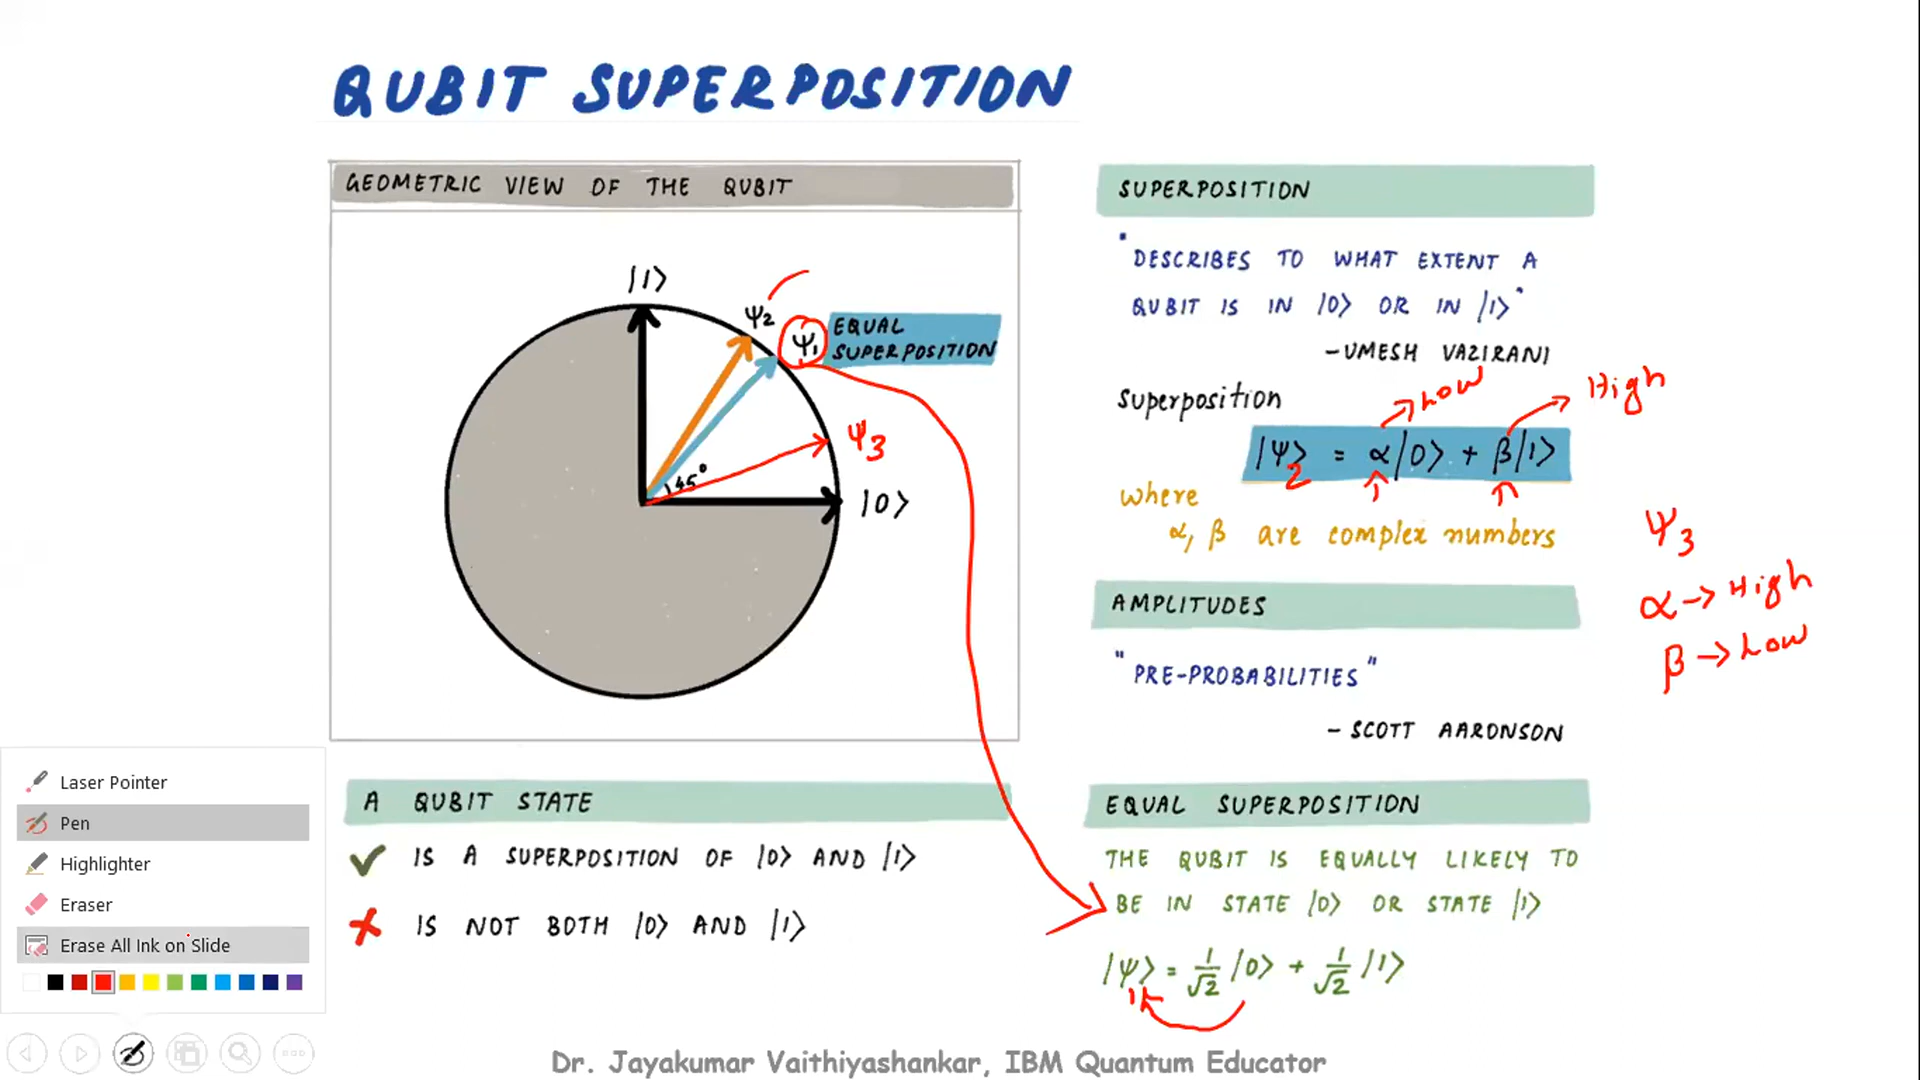 QUBIT SUPERPOSITION
GEOMETRIC VIEW OF THE QUBIT
|1⟩
ψ2
ψ1
EQUAL
SUPERPOSITION
ψ3
45°
|0⟩
A QUBIT STATE
✓ IS A SUPERPOSITION OF |0⟩ AND |1⟩
✗ IS NOT BOTH |0⟩ AND |1⟩
SUPERPOSITION
"DESCRIBES TO WHAT EXTENT A
QUBIT IS IN |0⟩ OR IN |1⟩"
-UMESH VAZIRANI
Low
High
Superposition
|ψ⟩ = α|0⟩ + β|1⟩
2
where
α, β are complex numbers
ψ3
α → High
β → Low
AMPLITUDES
"PRE-PROBABILITIES"
- SCOTT AARONSON
EQUAL SUPERPOSITION
THE QUBIT IS EQUALLY LIKELY TO
BE IN STATE |0⟩ OR STATE |1⟩
|ψ⟩ = 1/√2 |0⟩ + 1/√2 |1⟩
1
Laser Pointer
Pen
Highlighter
Eraser
Erase All Ink on Slide
Dr. Jayakumar Vaithiyashankar, IBM Quantum Educator